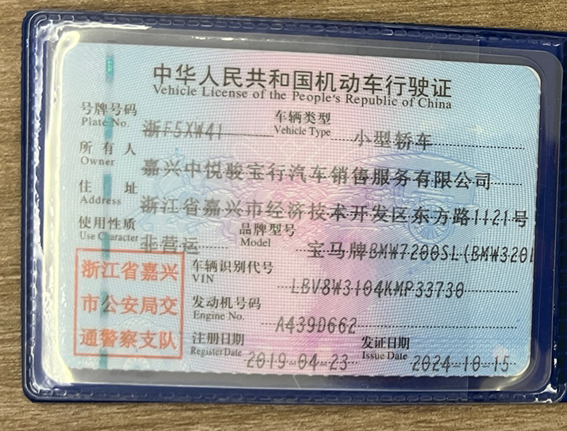 中华人民共和国机动车行驶证
Vehicle License of the People's Republic of China
号牌号码 浙F5XW41 车辆类型 小型轿车
Plate No. Vehicle Type
所有人 嘉兴中悦骏宝行汽车销售服务有限公司
Owner
住址 浙江省嘉兴市经济技术开发区东方路1121号
Address
使用性质 非营运 品牌型号 宝马牌BMW7200SL(BMW320L
Use Character Model
浙江省嘉兴
市公安局交
通警察支队
车辆识别代号 LBV8W3104KMP33730
VIN
发动机号码 A439D662
Engine No.
注册日期 2019-04-23 发证日期 2024-10-15
Register Date Issue Date